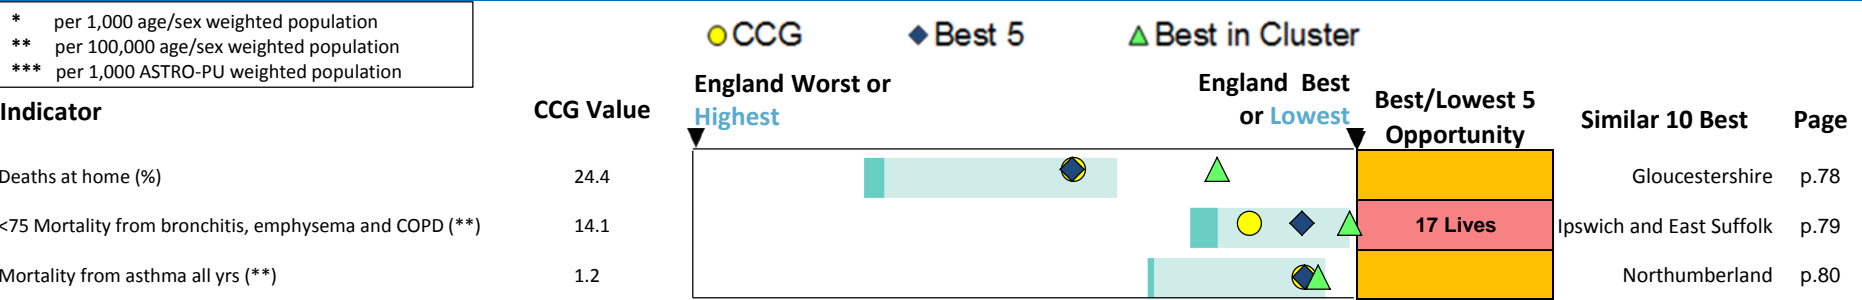 * per 1,000 age/sex weighted population
** per 100,000 age/sex weighted population
*** per 1,000 ASTRO-PU weighted population
CCG Best 5 Best in Cluster
Indicator CCG Value England Worst or Highest England Best or Lowest Best/Lowest 5 Opportunity Similar 10 Best Page
Deaths at home (%) 24.4 Gloucestershire p.78
<75 Mortality from bronchitis, emphysema and COPD (**) 14.1 17 Lives Ipswich and East Suffolk p.79
Mortality from asthma all yrs (**) 1.2 Northumberland p.80